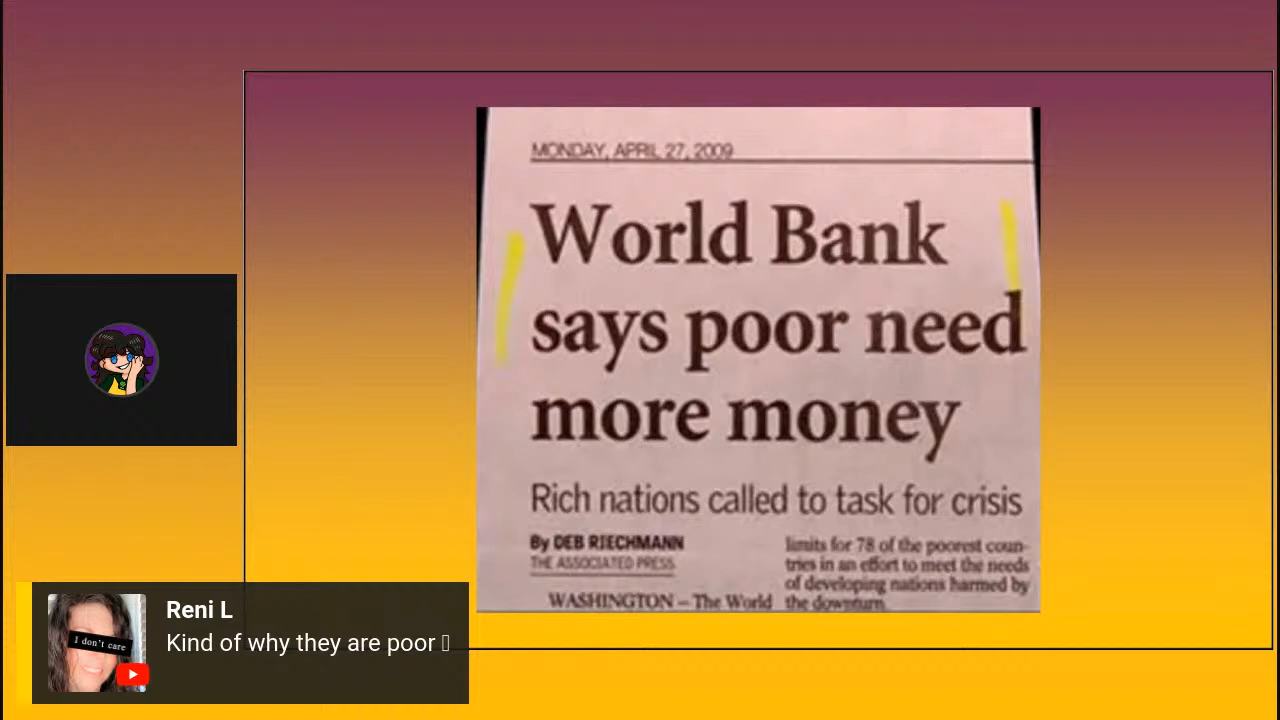 MONDAY, APRIL 27, 2009
World Bank
says poor need
more money
Rich nations called to task for crisis
By DEB RIECHMANN
THE ASSOCIATED PRESS
WASHINGTON – The World
limits for 78 of the poorest coun-
tries in an effort to meet the needs
of developing nations harmed by
the downturn.
I don't care
Reni L
Kind of why they are poor